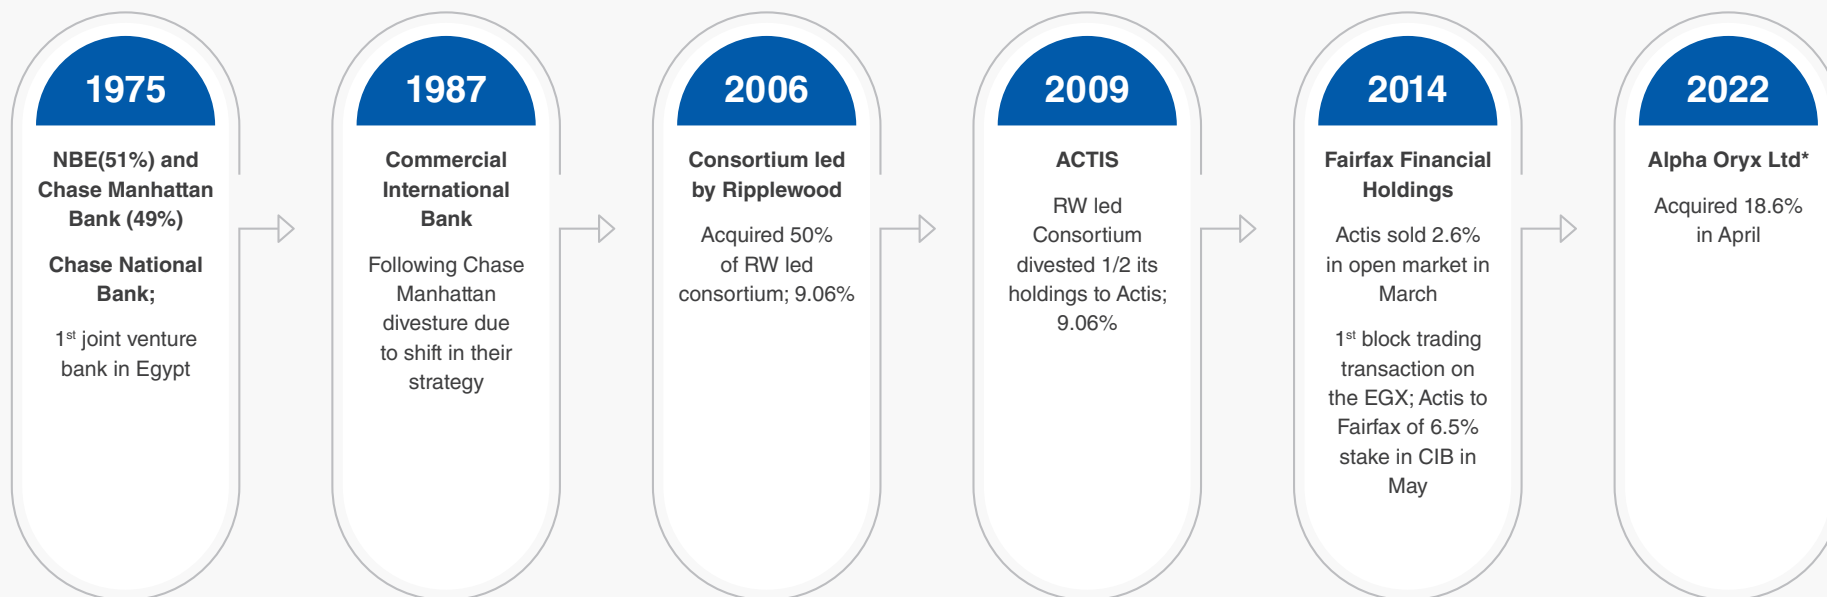 1975
NBE(51%) and
Chase Manhattan
Bank (49%)
Chase National
Bank;
1st joint venture
bank in Egypt
1987
Commercial
International
Bank
Following Chase
Manhattan
divesture due
to shift in their
strategy
2006
Consortium led
by Ripplewood
Acquired 50%
of RW led
consortium; 9.06%
2009
ACTIS
RW led
Consortium
divested 1/2 its
holdings to Actis;
9.06%
2014
Fairfax Financial
Holdings
Actis sold 2.6%
in open market in
March
1st block trading
transaction on
the EGX; Actis to
Fairfax of 6.5%
stake in CIB in
May
2022
Alpha Oryx Ltd*
Acquired 18.6%
in April